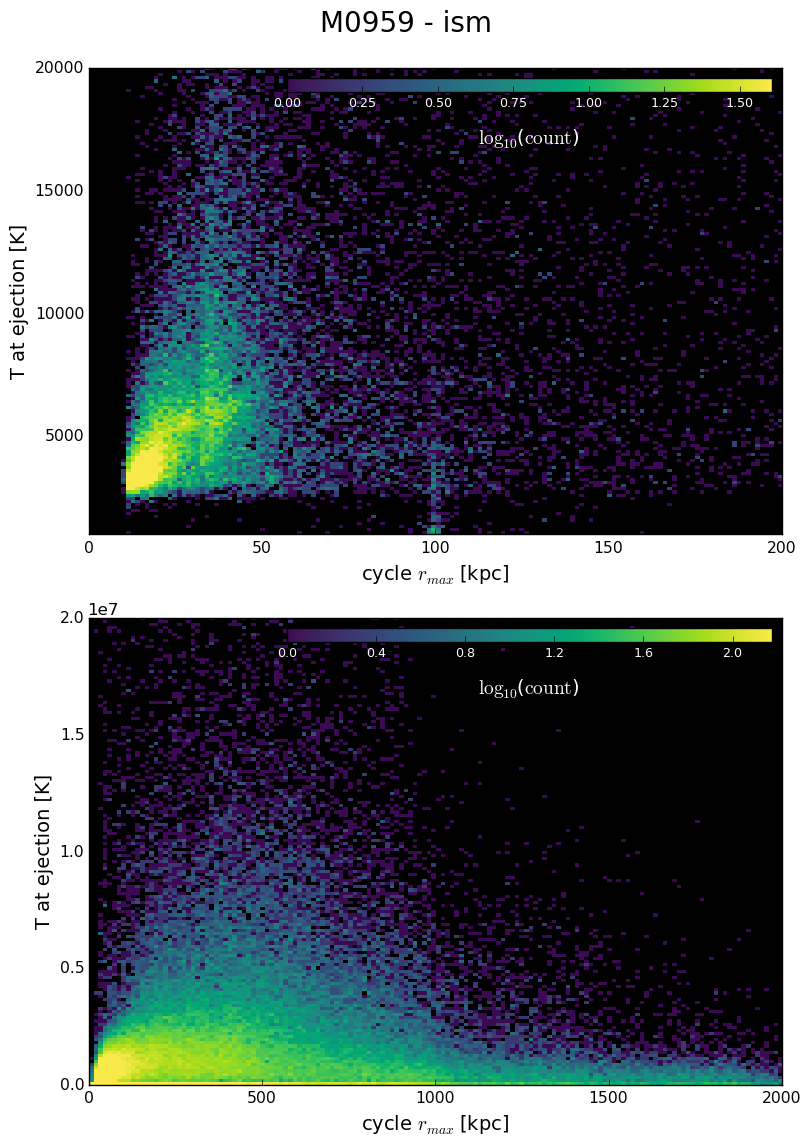 M0959 - ism
20000
0.00 0.25 0.50 0.75 1.00 1.25 1.50
log10(count)
15000
T at ejection [K]
10000
5000
0 50 100 150 200
cycle rmax [kpc]
1e7
2.0
0.0 0.4 0.8 1.2 1.6 2.0
log10(count)
1.5
T at ejection [K]
1.0
0.5
0.0
0 500 1000 1500 2000
cycle rmax [kpc]